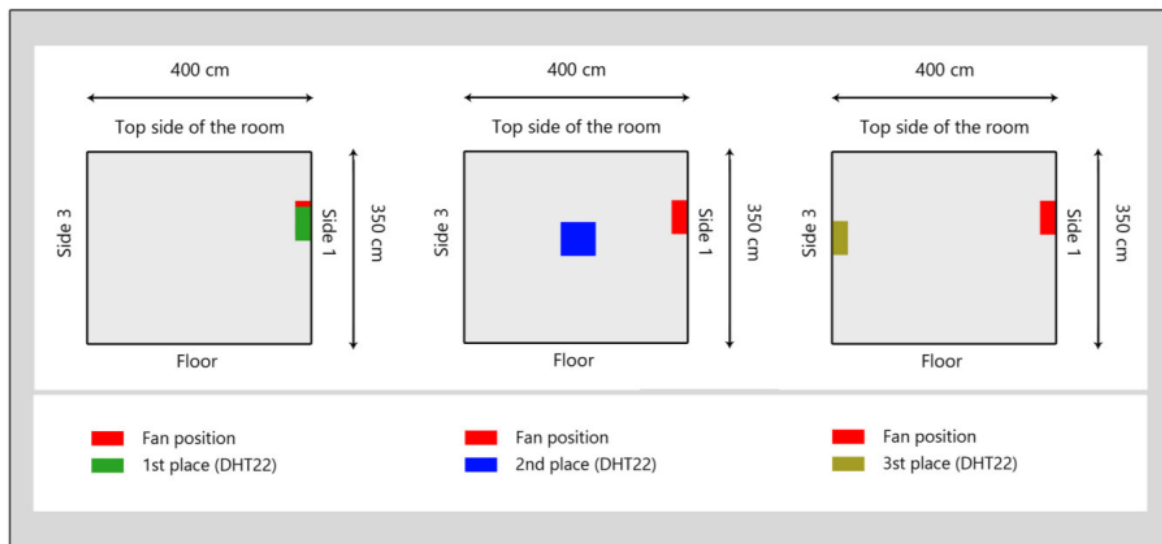 400 cm
400 cm
400 cm
Top side of the room
Top side of the room
Top side of the room
Side 3
Side 1
350 cm
Side 3
Side 1
350 cm
Side 3
Side 1
350 cm
Floor
Floor
Floor
Fan position
1st place (DHT22)
Fan position
2nd place (DHT22)
Fan position
3st place (DHT22)